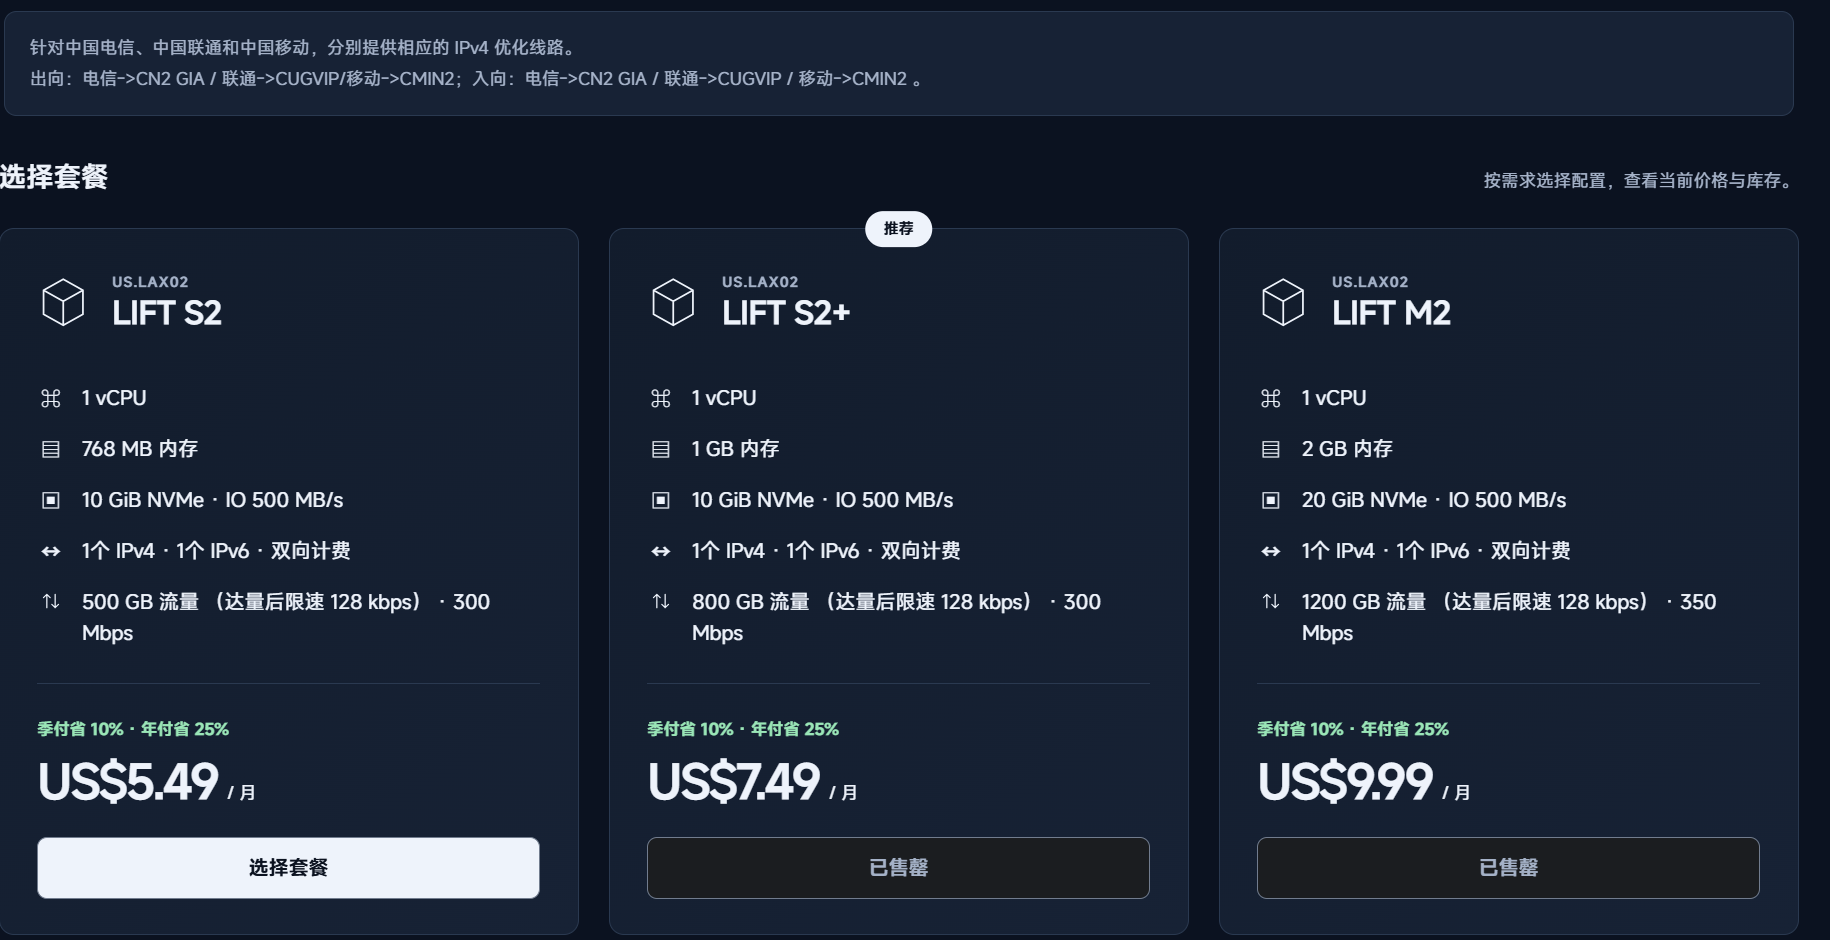 针对中国电信、中国联通和中国移动，分别提供相应的 IPv4 优化线路。
出向：电信->CN2 GIA / 联通->CUGVIP/移动->CMIN2；入向：电信->CN2 GIA / 联通->CUGVIP / 移动->CMIN2 。
选择套餐
按需求选择配置，查看当前价格与库存。
US.LAX02
LIFT S2
1 vCPU
768 MB 内存
10 GiB NVMe · IO 500 MB/s
1个 IPv4 · 1个 IPv6 · 双向计费
500 GB 流量 （达量后限速 128 kbps） · 300
Mbps
季付省 10% · 年付省 25%
US$5.49 / 月
选择套餐
推荐
US.LAX02
LIFT S2+
1 vCPU
1 GB 内存
10 GiB NVMe · IO 500 MB/s
1个 IPv4 · 1个 IPv6 · 双向计费
800 GB 流量 （达量后限速 128 kbps） · 300
Mbps
季付省 10% · 年付省 25%
US$7.49 / 月
已售罄
US.LAX02
LIFT M2
1 vCPU
2 GB 内存
20 GiB NVMe · IO 500 MB/s
1个 IPv4 · 1个 IPv6 · 双向计费
1200 GB 流量 （达量后限速 128 kbps） · 350
Mbps
季付省 10% · 年付省 25%
US$9.99 / 月
已售罄